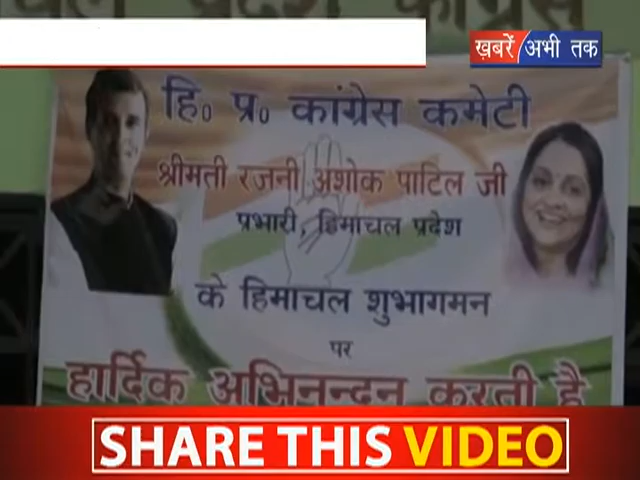 प्रदेश कांग्रेस
ख़बरें अभी तक
हि० प्र० कांग्रेस कमेटी
श्रीमती रजनी अशोक पाटिल जी
प्रभारी, हिमाचल प्रदेश
के हिमाचल शुभागमन
पर
हार्दिक अभिनन्दन करती है
SHARE THIS VIDEO